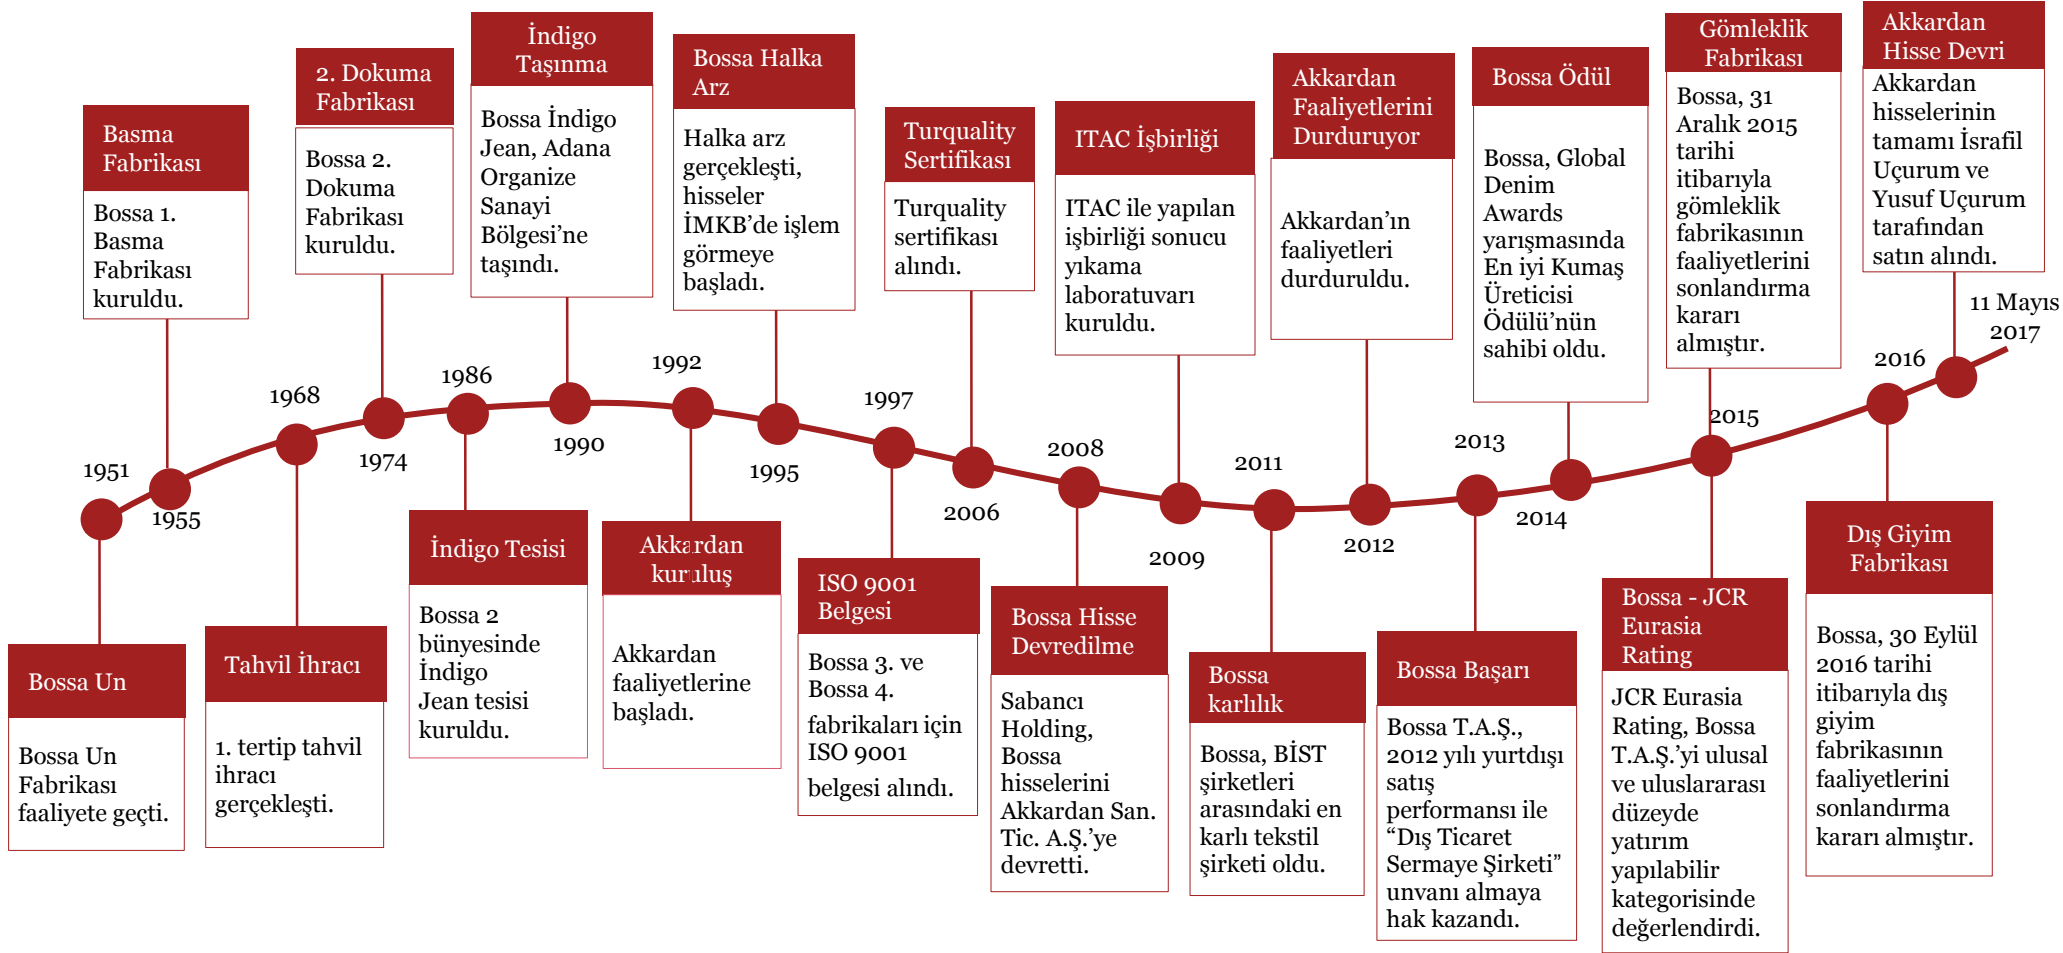 Bossa Un
Bossa Un
Fabrikası
faaliyete geçti.
1951
Basma
Fabrikası
Bossa 1.
Basma
Fabrikası
kuruldu.
1955
1968
Tahvil İhracı
1. tertip tahvil
ihracı
gerçekleşti.
2. Dokuma
Fabrikası
Bossa 2.
Dokuma
Fabrikası
kuruldu.
1974
1986
İndigo Tesisi
Bossa 2
bünyesinde
İndigo
Jean tesisi
kuruldu.
İndigo
Taşınma
Bossa İndigo
Jean, Adana
Organize
Sanayi
Bölgesi’ne
taşındı.
1990
1992
Akkardan
kuruluş
Akkardan
faaliyetlerine
başladı.
Bossa Halka
Arz
Halka arz
gerçekleşti,
hisseler
İMKB’de işlem
görmeye
başladı.
1995
1997
ISO 9001
Belgesi
Bossa 3. ve
Bossa 4.
fabrikaları için
ISO 9001
belgesi alındı.
Turquality
Sertifikası
Turquality
sertifikası
alındı.
2006
2008
Bossa Hisse
Devredilme
Sabancı
Holding,
Bossa
hisselerini
Akkardan San.
Tic. A.Ş.’ye
devretti.
ITAC İşbirliği
ITAC ile yapılan
işbirliği sonucu
yıkama
laboratuvarı
kuruldu.
2009
2011
Bossa
karlılık
Bossa, BİST
şirketleri
arasındaki en
karlı tekstil
şirketi oldu.
Akkardan
Faaliyetlerini
Durduruyor
Akkardan’ın
faaliyetleri
durduruldu.
2012
2013
Bossa Başarı
Bossa T.A.Ş.,
2012 yılı yurtdışı
satış
performansı ile
“Dış Ticaret
Sermaye Şirketi”
unvanı almaya
hak kazandı.
Bossa Ödül
Bossa, Global
Denim
Awards
yarışmasında
En iyi Kumaş
Üreticisi
Ödülü’nün
sahibi oldu.
2014
Gömleklik
Fabrikası
Bossa, 31
Aralık 2015
tarihi
itibarıyla
gömleklik
fabrikasının
faaliyetlerini
sonlandırma
kararı
almıştır.
2015
Bossa - JCR
Eurasia
Rating
JCR Eurasia
Rating, Bossa
T.A.Ş.’yi ulusal
ve uluslararası
düzeyde
yatırım
yapılabilir
kategorisinde
değerlendirdi.
2016
Dış Giyim
Fabrikası
Bossa, 30 Eylül
2016 tarihi
itibarıyla dış
giyim
fabrikasının
faaliyetlerini
sonlandırma
kararı almıştır.
Akkardan
Hisse Devri
Akkardan
hisselerinin
tamamı İsrafil
Uçurum ve
Yusuf Uçurum
tarafından
satın alındı.
11 Mayıs
2017